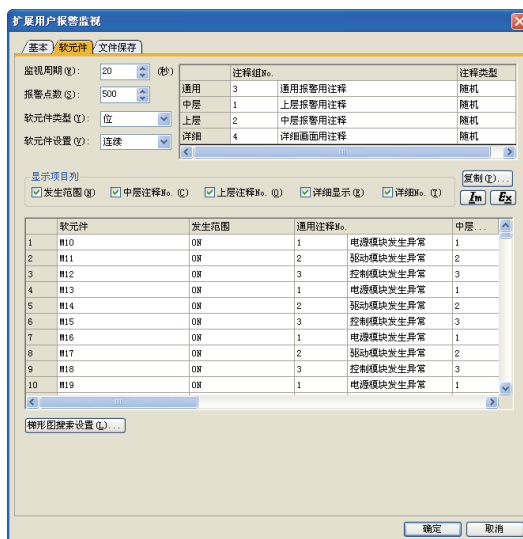 扩展用户报警监视
基本 软元件 文件保存
监视周期(W): 20 (秒)
报警点数(S): 500
软元件类型(T): 位
软元件设置(V): 连续
注释组No. 注释类型
通用 3 通用报警用注释 随机
中层 1 上层报警用注释 随机
上层 2 中层报警用注释 随机
详细 4 详细画面用注释 随机
显示项目列
发生范围(N) 中层注释No.(C) 上层注释No.(Q) 详细显示(E) 详细No.(I)
复制(P)...
Im Ex
软元件 发生范围 通用注释No. 中层...
1 M10 ON 1 电源模块发生异常 1
2 M11 ON 2 驱动模块发生异常 2
3 M12 ON 3 控制模块发生异常 3
4 M13 ON 1 电源模块发生异常 1
5 M14 ON 2 驱动模块发生异常 2
6 M15 ON 3 控制模块发生异常 3
7 M16 ON 1 电源模块发生异常 1
8 M17 ON 2 驱动模块发生异常 2
9 M18 ON 3 控制模块发生异常 3
10 M19 ON 1 电源模块发生异常 1
梯形图搜索设置(L)...
确定 取消